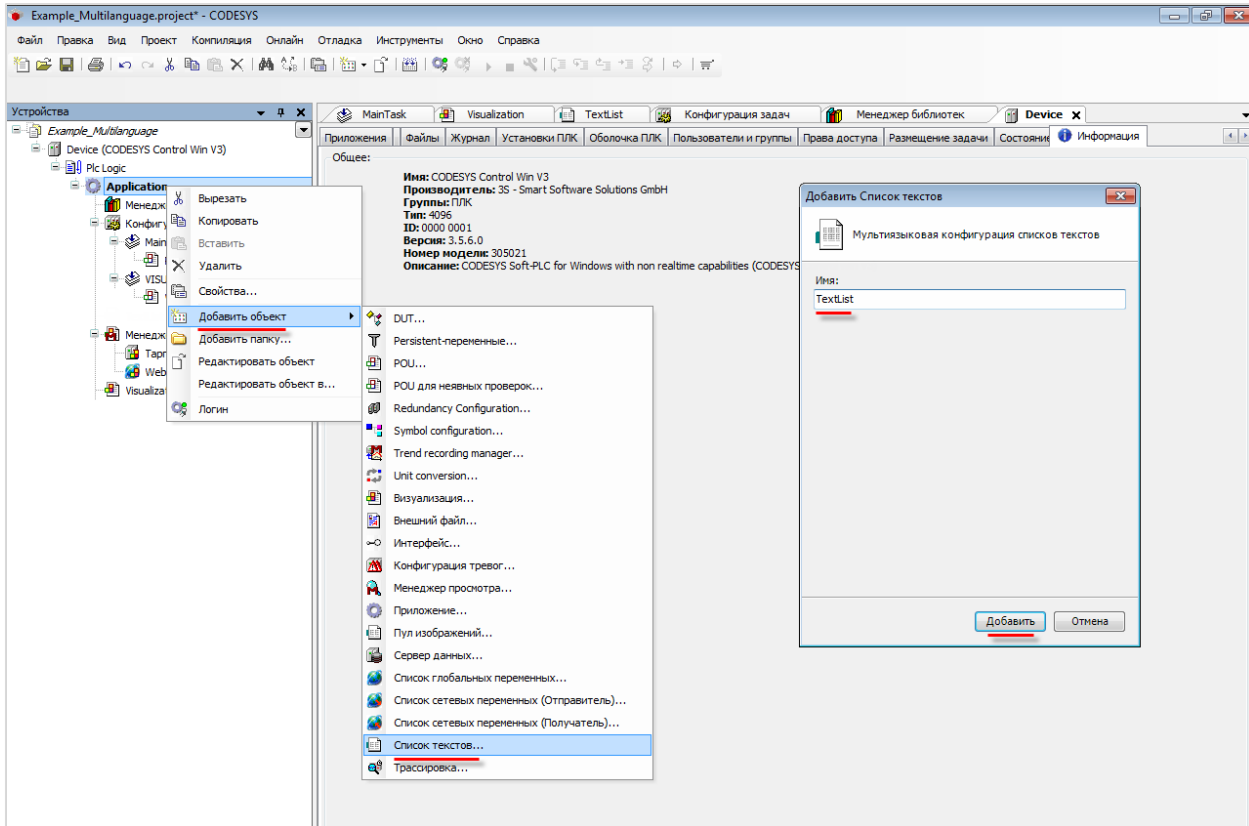 Example_Multilanguage.project* - CODESYS
Файл Правка Вид Проект Компиляция Онлайн Отладка Инструменты Окно Справка
Устройства
Example_Multilanguage
Device (CODESYS Control Win V3)
Plc Logic
Application
Менедж
Конфигу
Main
VISU
Менедж
Targ
Web
Visualiza
Вырезать
Копировать
Вставить
Удалить
Свойства...
Добавить объект
Добавить папку...
Редактировать объект
Редактировать объект в...
Логин
MainTask Visualization TextList Конфигурация задач Менеджер библиотек Device
Приложения Файлы Журнал Установки ПЛК Оболочка ПЛК Пользователи и группы Права доступа Размещение задачи Состояние Информация
Общее:
Имя: CODESYS Control Win V3
Производитель: 3S - Smart Software Solutions GmbH
Группы: ПЛК
Тип: 4096
ID: 0000 0001
Версия: 3.5.6.0
Номер модели: 305021
Описание: CODESYS Soft-PLC for Windows with non realtime capabilities (CODESYS
DUT...
Persistent-переменные...
POU...
POU для неявных проверок...
Redundancy Configuration...
Symbol configuration...
Trend recording manager...
Unit conversion...
Визуализация...
Внешний файл...
Интерфейс...
Конфигурация тревог...
Менеджер просмотра...
Приложение...
Пул изображений...
Сервер данных...
Список глобальных переменных...
Список сетевых переменных (Отправитель)...
Список сетевых переменных (Получатель)...
Список текстов...
Трассировка...
Добавить Список текстов
Мультиязыковая конфигурация списков текстов
Имя:
TextList
Добавить Отмена